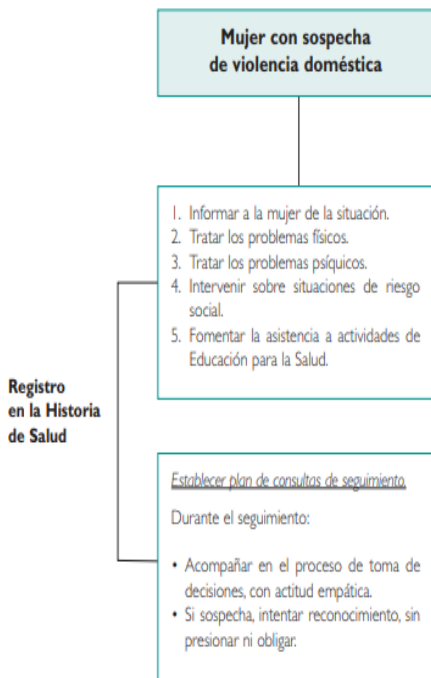 Mujer con sospecha
de violencia doméstica
1. Informar a la mujer de la situación.
2. Tratar los problemas físicos.
3. Tratar los problemas psíquicos.
4. Intervenir sobre situaciones de riesgo
social.
5. Fomentar la asistencia a actividades de
Educación para la Salud.
Registro
en la Historia
de Salud
Establecer plan de consultas de seguimiento.
Durante el seguimiento:
• Acompañar en el proceso de toma de
decisiones, con actitud empática.
• Si sospecha, intentar reconocimiento, sin
presionar ni obligar.